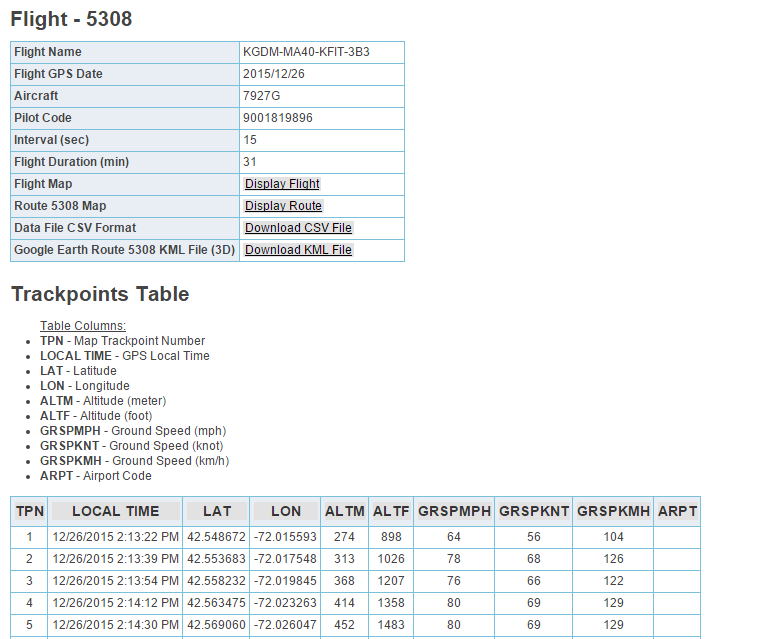 Flight - 5308
Flight Name KGDM-MA40-KFIT-3B3
Flight GPS Date 2015/12/26
Aircraft 7927G
Pilot Code 9001819896
Interval (sec) 15
Flight Duration (min) 31
Flight Map Display Flight
Route 5308 Map Display Route
Data File CSV Format Download CSV File
Google Earth Route 5308 KML File (3D) Download KML File
Trackpoints Table
Table Columns:
• TPN - Map Trackpoint Number
• LOCAL TIME - GPS Local Time
• LAT - Latitude
• LON - Longitude
• ALTM - Altitude (meter)
• ALTF - Altitude (foot)
• GRSPMPH - Ground Speed (mph)
• GRSPKNT - Ground Speed (knot)
• GRSPKMH - Ground Speed (km/h)
• ARPT - Airport Code
TPN LOCAL TIME LAT LON ALTM ALTF GRSPMPH GRSPKNT GRSPKMH ARPT
1 12/26/2015 2:13:22 PM 42.548672 -72.015593 274 898 64 56 104
2 12/26/2015 2:13:39 PM 42.553683 -72.017548 313 1026 78 68 126
3 12/26/2015 2:13:54 PM 42.558232 -72.019845 368 1207 76 66 122
4 12/26/2015 2:14:12 PM 42.563475 -72.023263 414 1358 80 69 129
5 12/26/2015 2:14:30 PM 42.569060 -72.026047 452 1483 80 69 129